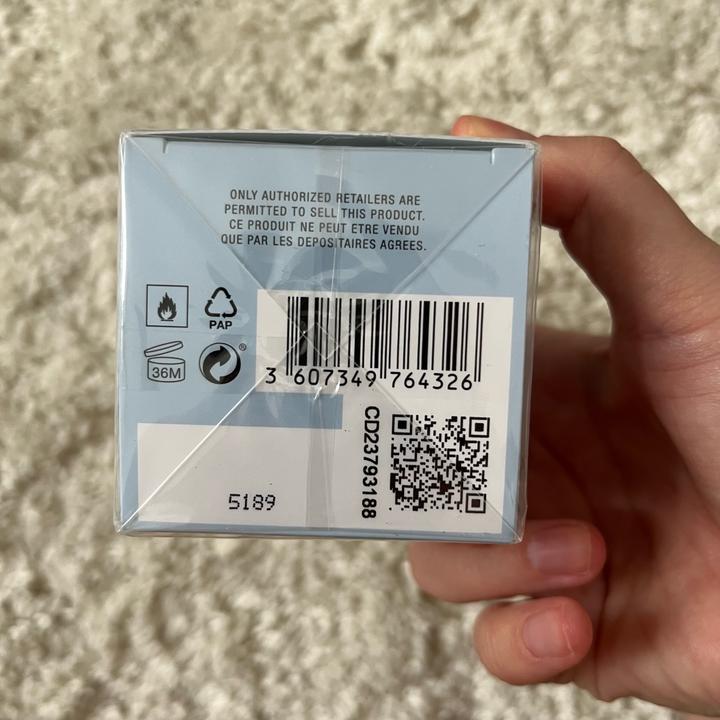 ONLY AUTHORIZED RETAILERS ARE
PERMITTED TO SELL THIS PRODUCT.
CE PRODUIT NE PEUT ETRE VENDU
QUE PAR LES DEPOSITAIRES AGREES.
PAP
36M
®
3 607349 764326
CD23793188
5189